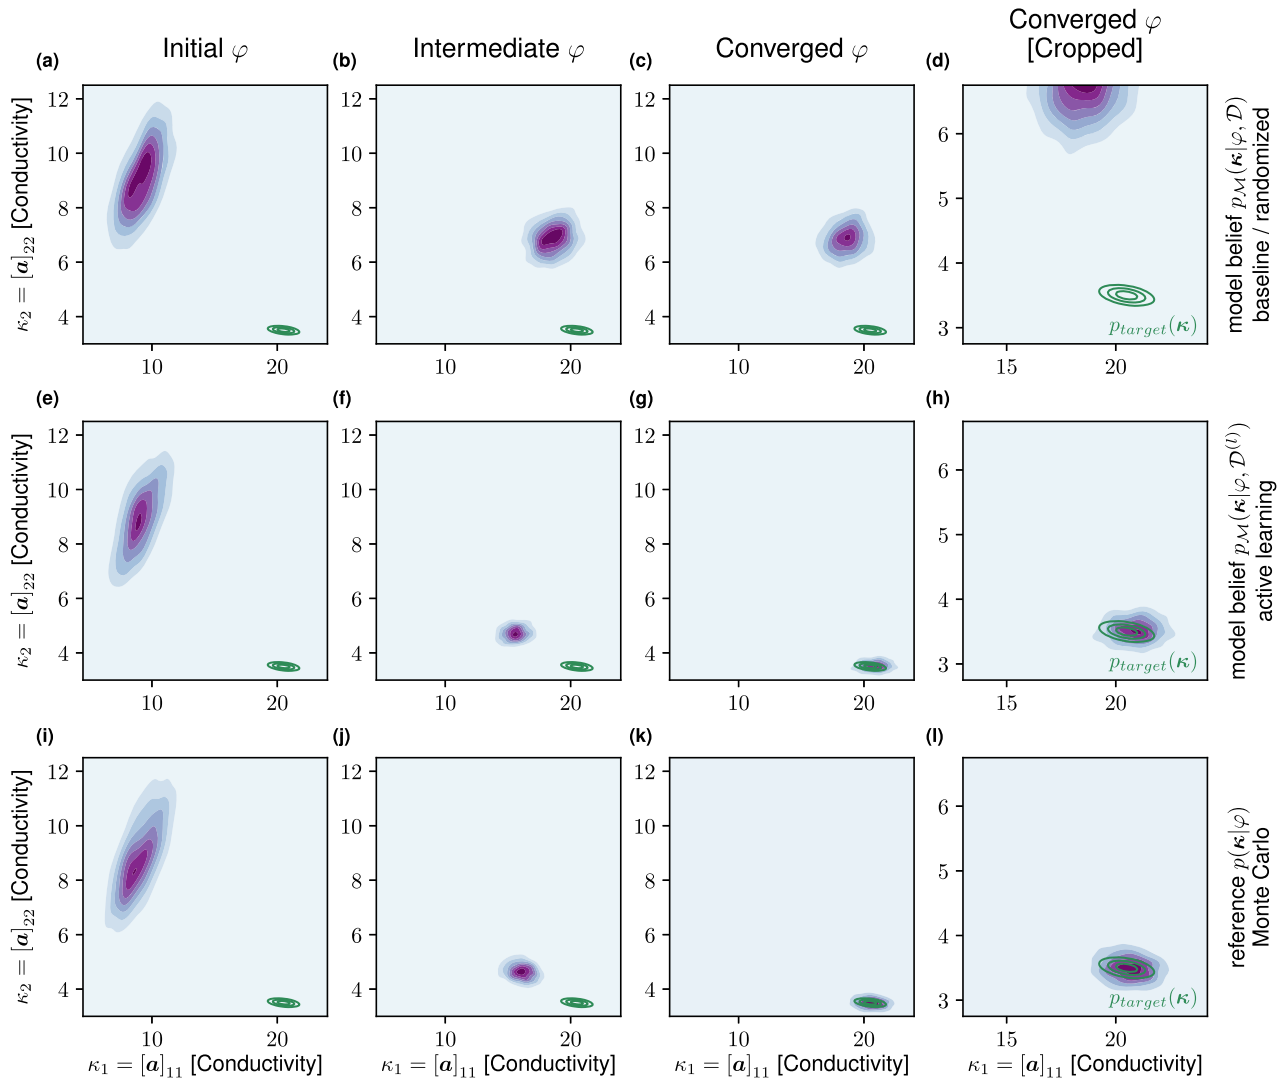 Initial φ
Intermediate φ
Converged φ
Converged φ
[Cropped]
(a)
(b)
(c)
(d)
12
10
8
6
4
10
20
κ₂ = [a]₂₂ [Conductivity]
12
10
8
6
4
10
20
12
10
8
6
4
10
20
6
5
4
3
15
20
p_target(κ)
model belief p_M(κ|φ, D)
baseline / randomized
(e)
(f)
(g)
(h)
12
10
8
6
4
10
20
κ₂ = [a]₂₂ [Conductivity]
12
10
8
6
4
10
20
12
10
8
6
4
10
20
6
5
4
3
15
20
p_target(κ)
model belief p_M(κ|φ, D^(l))
active learning
(i)
(j)
(k)
(l)
12
10
8
6
4
10
20
κ₂ = [a]₂₂ [Conductivity]
12
10
8
6
4
10
20
12
10
8
6
4
10
20
6
5
4
3
15
20
p_target(κ)
reference p(κ|φ)
Monte Carlo
κ₁ = [a]₁₁ [Conductivity]
κ₁ = [a]₁₁ [Conductivity]
κ₁ = [a]₁₁ [Conductivity]
κ₁ = [a]₁₁ [Conductivity]